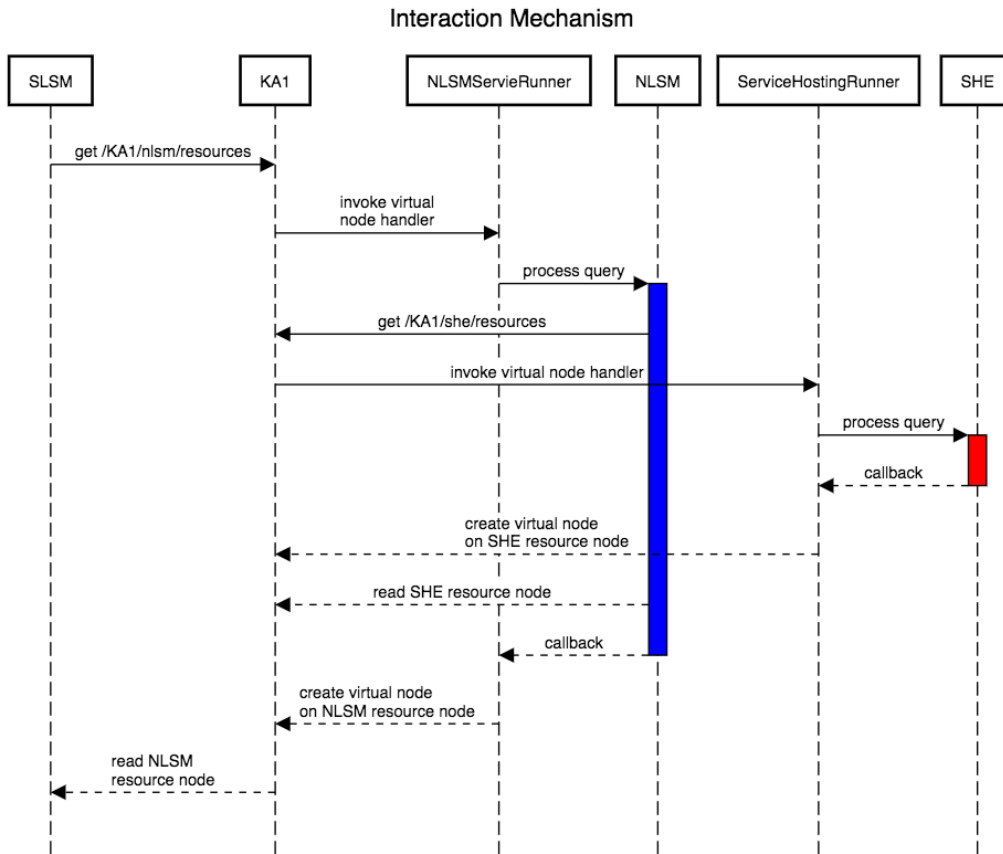 Interaction Mechanism
SLSM
KA1
NLSMServieRunner
NLSM
ServiceHostingRunner
SHE
get /KA1/nlsm/resources
invoke virtual
node handler
process query
get /KA1/she/resources
invoke virtual node handler
process query
callback
create virtual node
on SHE resource node
read SHE resource node
callback
create virtual node
on NLSM resource node
read NLSM
resource node